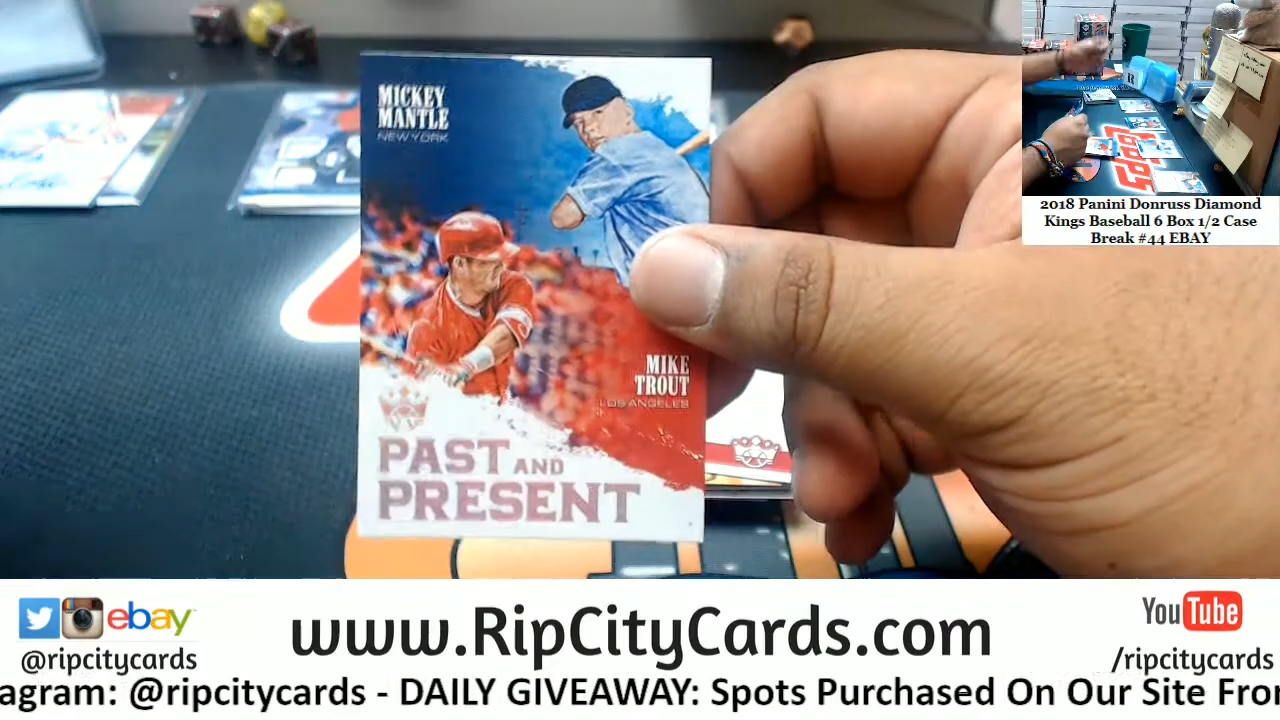 MICKEY
MANTLE
NEW YORK
MIKE
TROUT
LOS ANGELES
PAST AND
PRESENT
2018 Panini Donruss Diamond
Kings Baseball 6 Box 1/2 Case
Break #44 EBAY
ebay
@ripcitycards
www.RipCityCards.com
YouTube
/ripcitycards
agram: @ripcitycards - DAILY GIVEAWAY: Spots Purchased On Our Site Fro